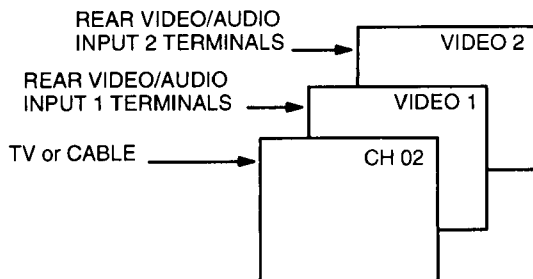 REAR VIDEO/AUDIO
INPUT 2 TERMINALS
VIDEO 2
REAR VIDEO/AUDIO
INPUT 1 TERMINALS
VIDEO 1
TV or CABLE
CH 02